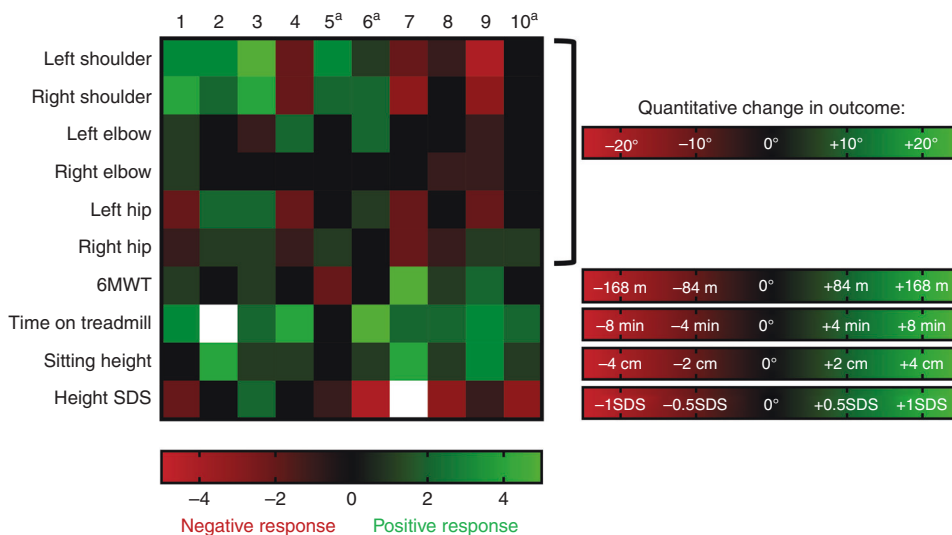 1 2 3 4 5ᵃ 6ᵃ 7 8 9 10ᵃ
Left shoulder
Right shoulder
Left elbow
Right elbow
Left hip
Right hip
6MWT
Time on treadmill
Sitting height
Height SDS
Quantitative change in outcome:
–20° –10° 0° +10° +20°
–168 m –84 m 0° +84 m +168 m
–8 min –4 min 0° +4 min +8 min
–4 cm –2 cm 0° +2 cm +4 cm
–1SDS –0.5SDS 0° +0.5SDS +1SDS
–4 –2 0 2 4
Negative response Positive response